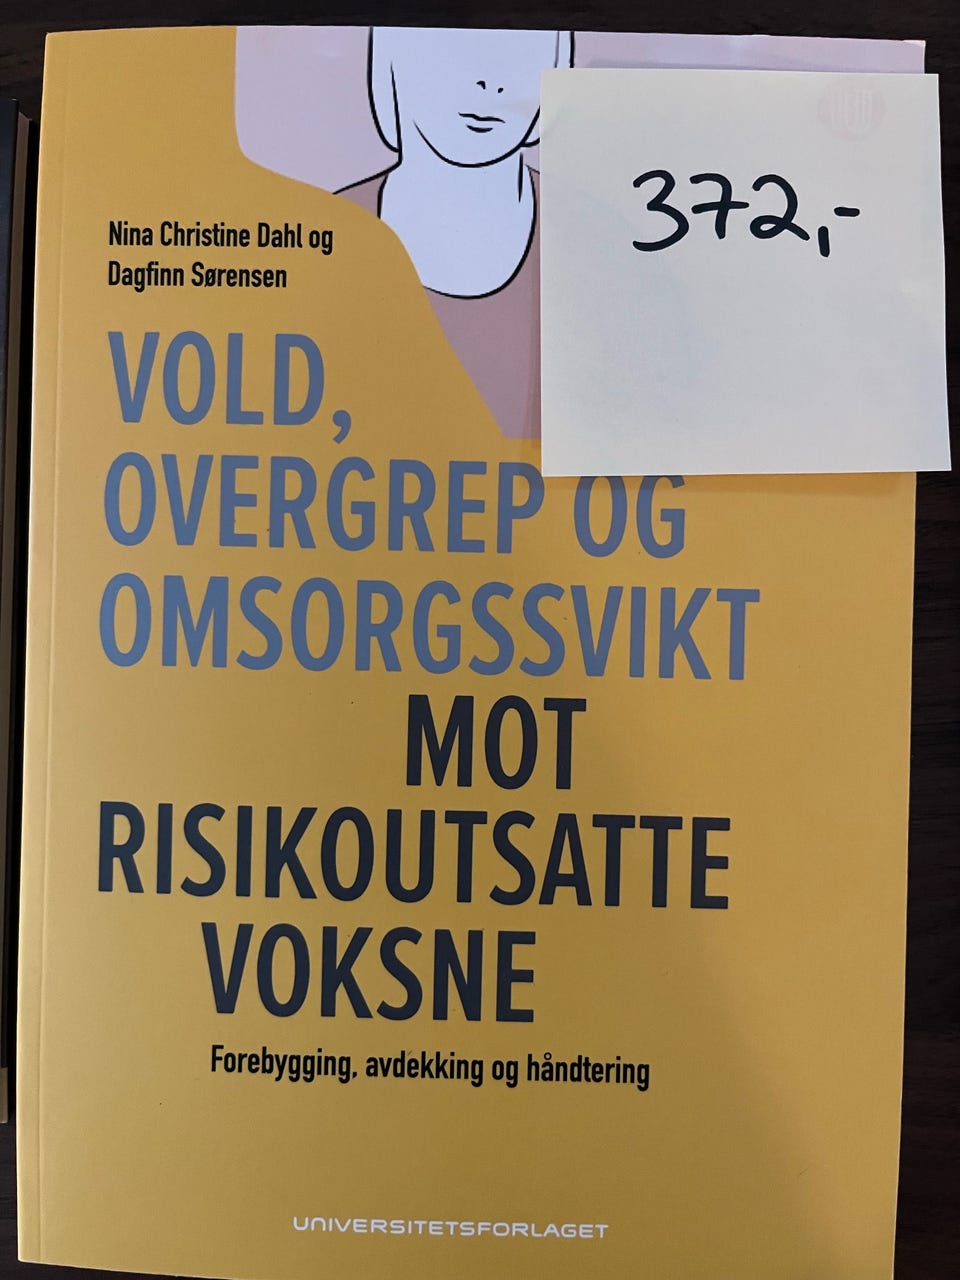 372,-
Nina Christine Dahl og
Dagfinn Sørensen
VOLD,
OVERGREP OG
OMSORGSSVIKT
MOT
RISIKOUTSATTE
VOKSNE
Forebygging, avdekking og håndtering
UNIVERSITETSFORLAGET